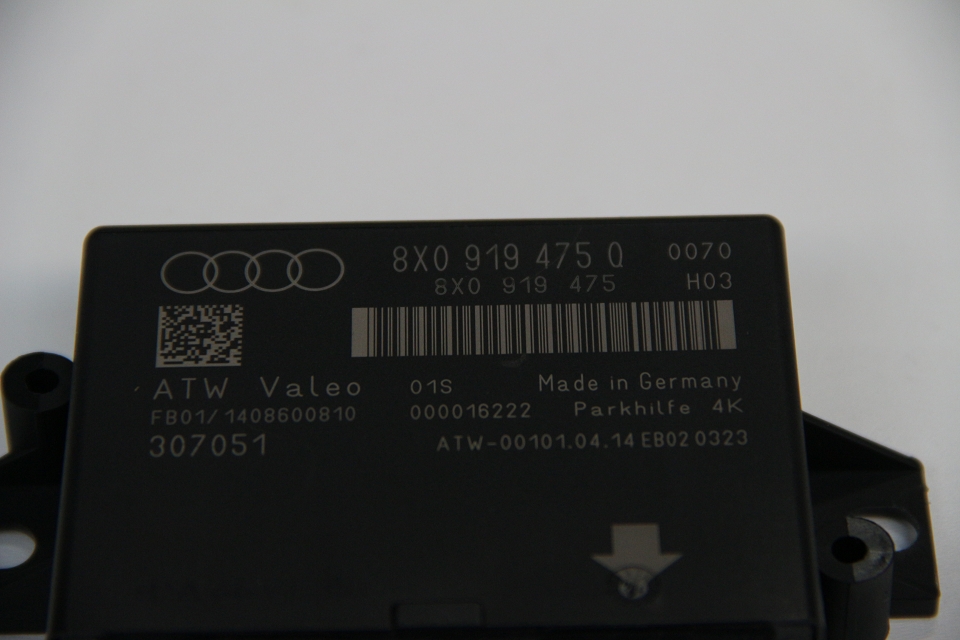 8X0 919 475 Q 0070
8X0 919 475 H03
ATW Valeo 01S Made in Germany
FB01/1408600810 000016222 Parkhilfe 4K
307051 ATW-00101.04.14 EB02 0323